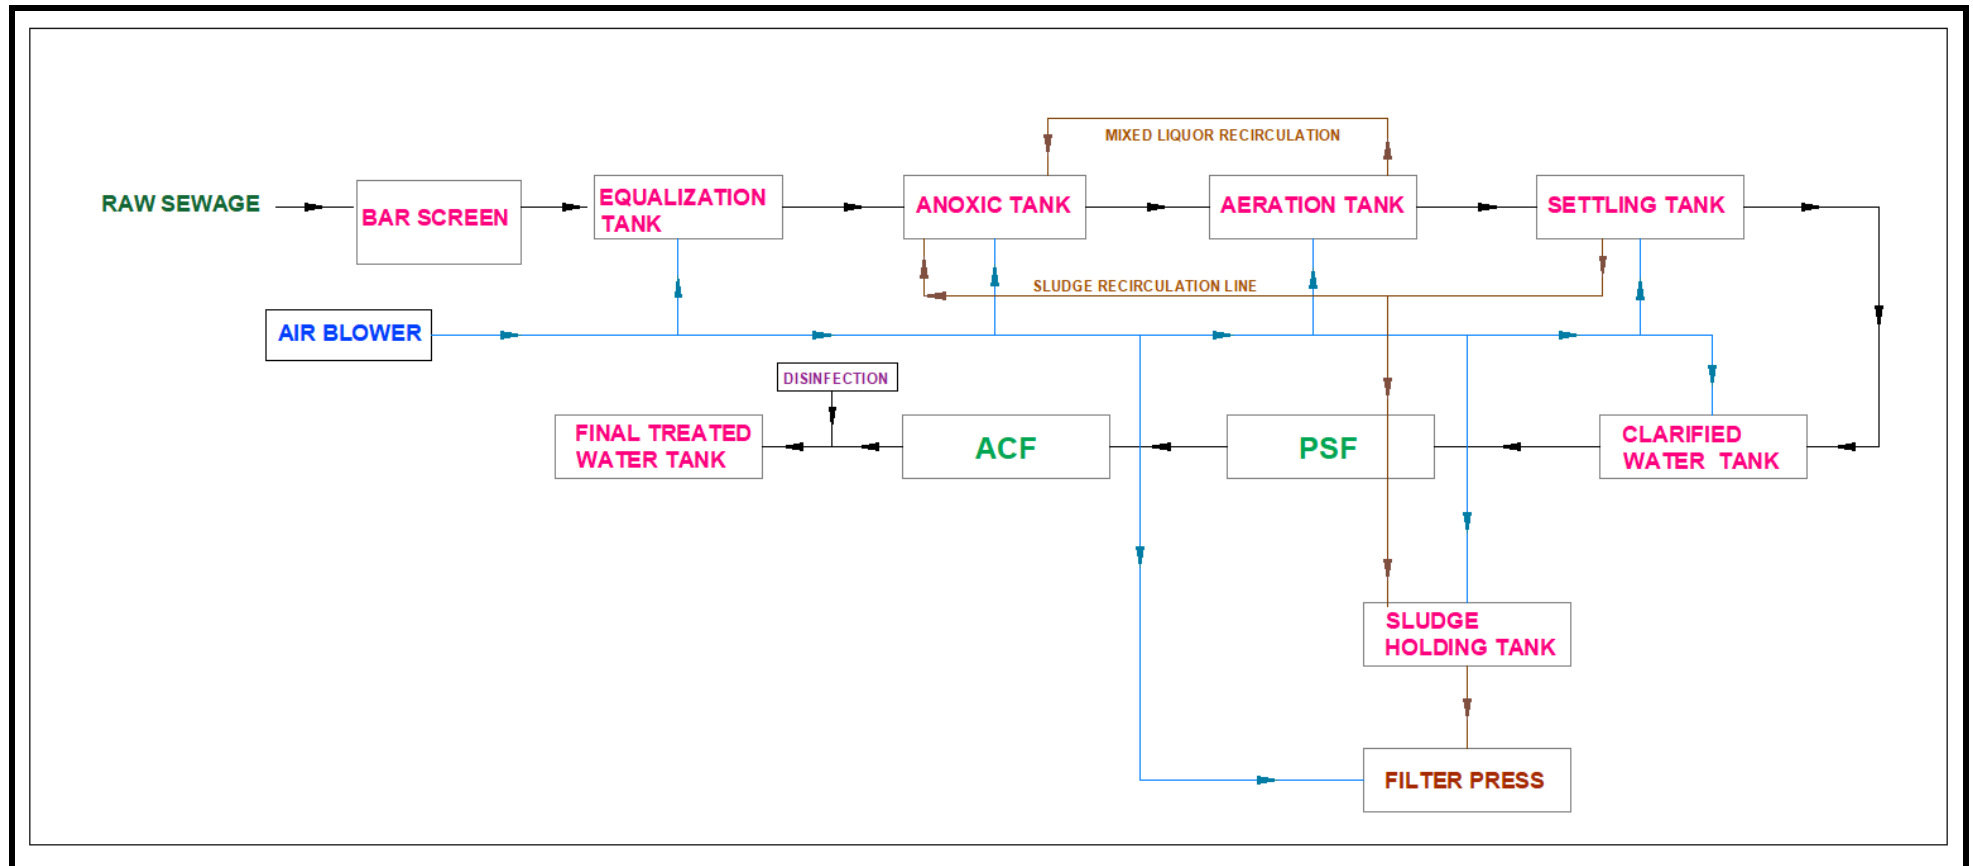 MIXED LIQUOR RECIRCULATION
RAW SEWAGE
BAR SCREEN
EQUALIZATION
TANK
ANOXIC TANK
AERATION TANK
SETTLING TANK
SLUDGE RECIRCULATION LINE
AIR BLOWER
DISINFECTION
FINAL TREATED
WATER TANK
ACF
PSF
CLARIFIED
WATER TANK
SLUDGE
HOLDING TANK
FILTER PRESS